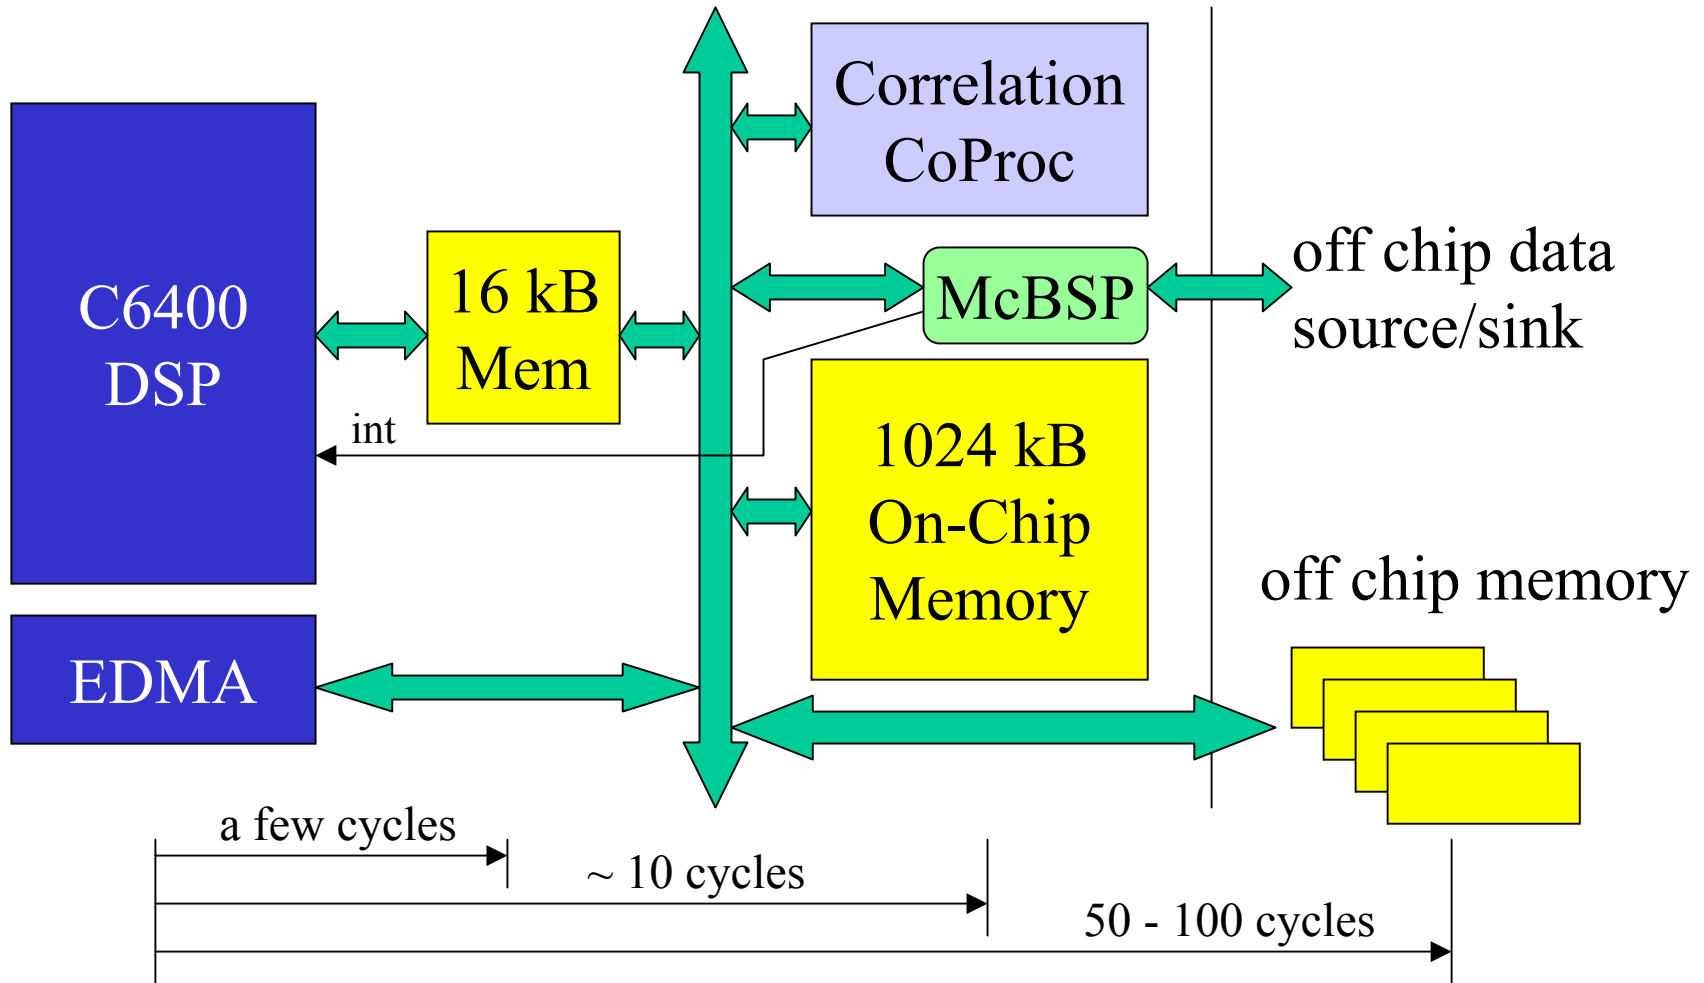 Correlation
CoProc
C6400
DSP
16 kB
Mem
McBSP
off chip data
source/sink
int
1024 kB
On-Chip
Memory
off chip memory
EDMA
a few cycles
~ 10 cycles
50 - 100 cycles